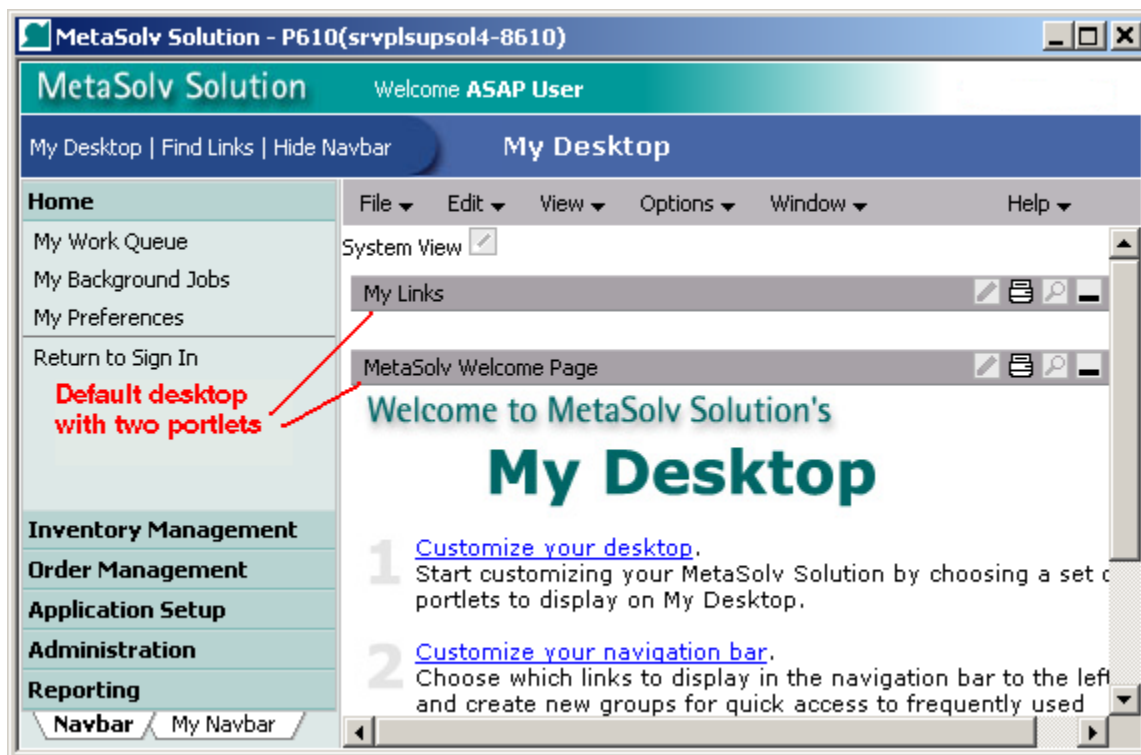 MetaSolv Solution - P610(srvplsupsol4-8610)
MetaSolv Solution Welcome ASAP User
My Desktop | Find Links | Hide Navbar My Desktop
Home
My Work Queue
My Background Jobs
My Preferences
Return to Sign In
Default desktop
with two portlets
Inventory Management
Order Management
Application Setup
Administration
Reporting
Navbar My Navbar
File Edit View Options Window Help
System View
My Links
MetaSolv Welcome Page
Welcome to MetaSolv Solution's
My Desktop
1 Customize your desktop.
Start customizing your MetaSolv Solution by choosing a set
portlets to display on My Desktop.
2 Customize your navigation bar.
Choose which links to display in the navigation bar to the left
and create new groups for quick access to frequently used